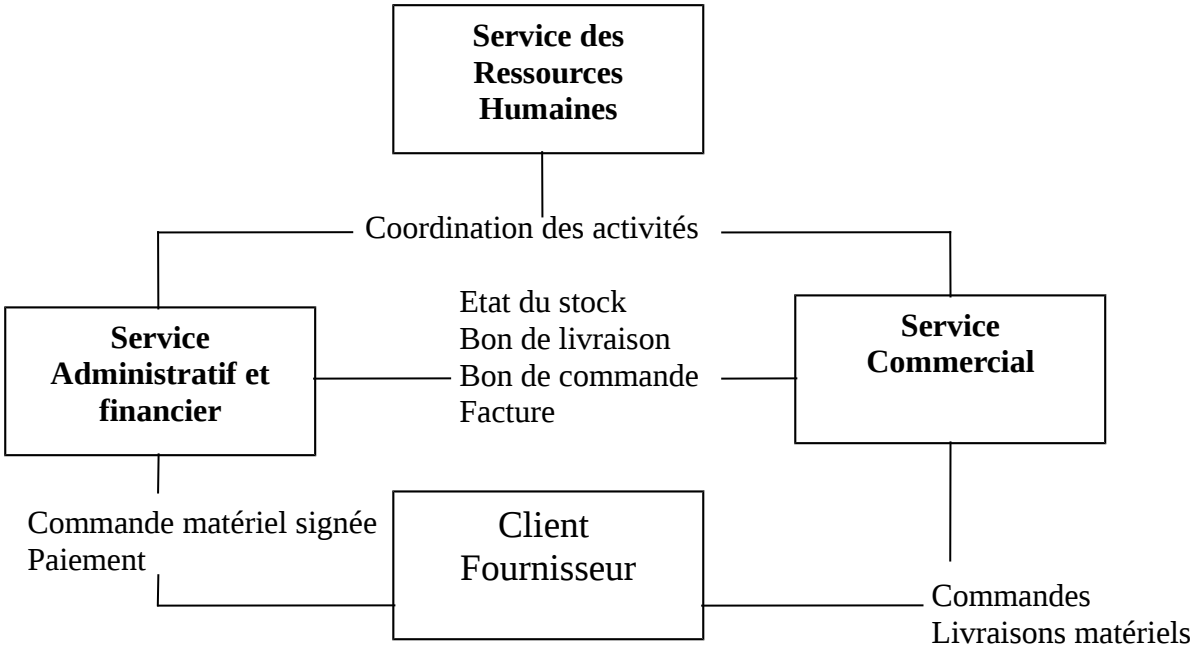 Service des
Ressources
Humaines
Coordination des activités
Etat du stock
Bon de livraison
Bon de commande
Facture
Service
Administratif et
financier
Service
Commercial
Commande matériel signée
Paiement
Client
Fournisseur
Commandes
Livraisons matériels